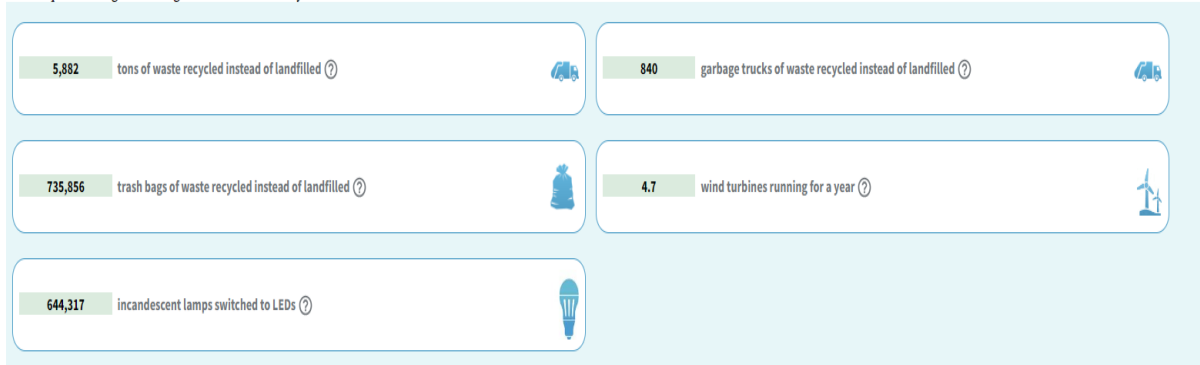 5,882 tons of waste recycled instead of landfilled ?
840 garbage trucks of waste recycled instead of landfilled ?
735,856 trash bags of waste recycled instead of landfilled ?
4.7 wind turbines running for a year ?
644,317 incandescent lamps switched to LEDs ?